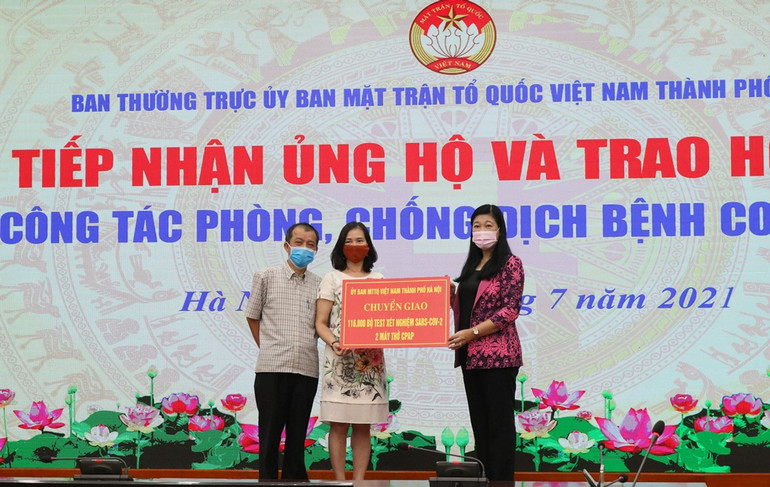 MẶT TRẬN TỔ QUỐC
VIỆT NAM
BAN THƯỜNG TRỰC ỦY BAN MẶT TRẬN TỔ QUỐC VIỆT NAM THÀNH PHỐ
TIẾP NHẬN ỦNG HỘ VÀ TRAO H
CÔNG TÁC PHÒNG, CHỐNG DỊCH BỆNH CO
Hà N 7 / 2021
ỦY BAN MTTQ VIỆT NAM THÀNH PHỐ HÀ NỘI
CHUYỂN GIAO
116.000 BỘ TEST XÉT NGHIỆM SARS-COV-2
2 MÁY THỞ CPAP